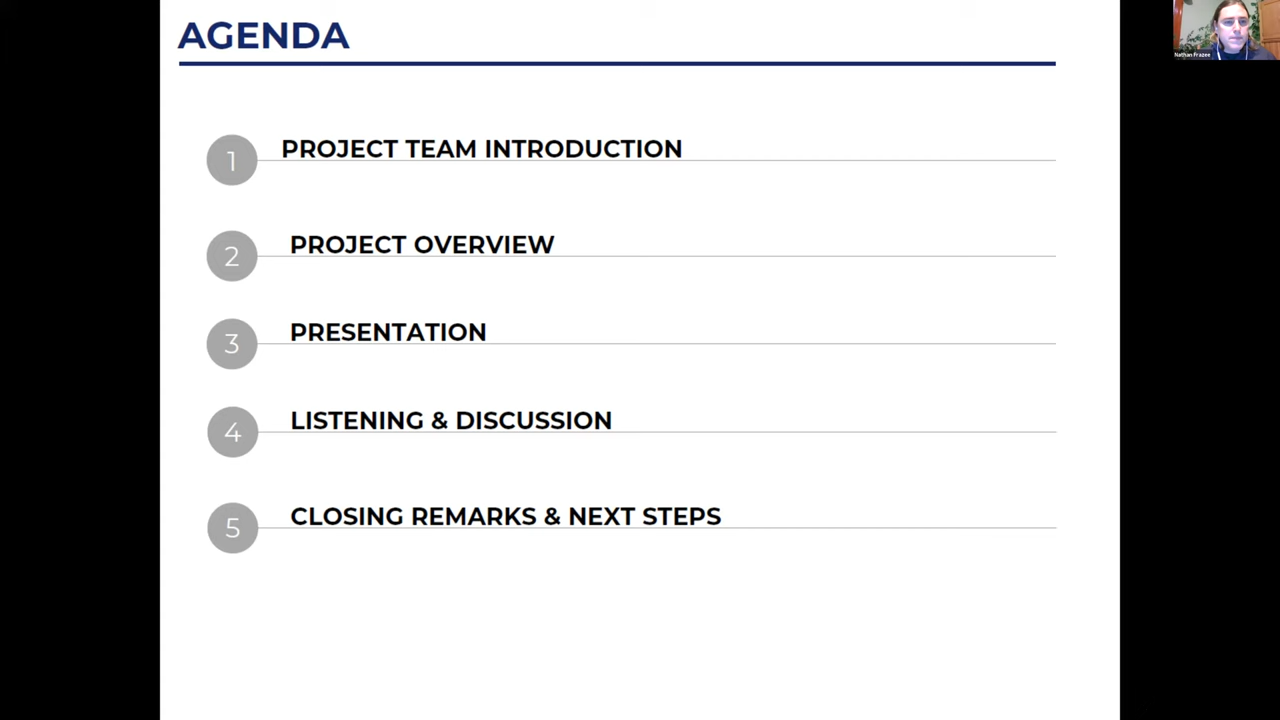 AGENDA
Nathan Frazee
1
PROJECT TEAM INTRODUCTION
2
PROJECT OVERVIEW
3
PRESENTATION
4
LISTENING & DISCUSSION
5
CLOSING REMARKS & NEXT STEPS